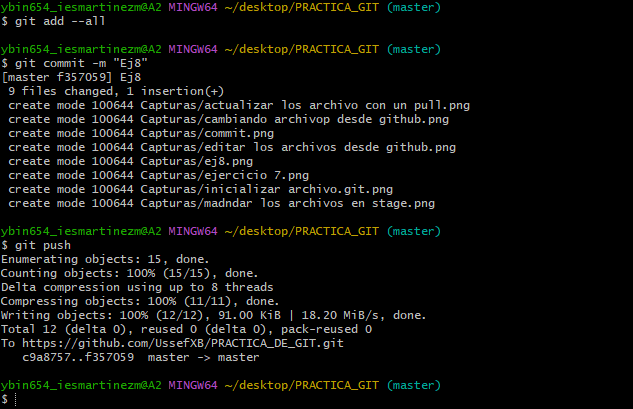 ybin654_iesmartinezm@A2 MINGW64 ~/desktop/PRACTICA_GIT (master)
$ git add --all
ybin654_iesmartinezm@A2 MINGW64 ~/desktop/PRACTICA_GIT (master)
$ git commit -m "Ej8"
[master f357059] Ej8
 9 files changed, 1 insertion(+)
 create mode 100644 Capturas/actualizar los archivo con un pull.png
 create mode 100644 Capturas/cambiando archivop desde github.png
 create mode 100644 Capturas/commit.png
 create mode 100644 Capturas/editar los archivos desde github.png
 create mode 100644 Capturas/ej8.png
 create mode 100644 Capturas/ejercicio 7.png
 create mode 100644 Capturas/inicializar archivo.git.png
 create mode 100644 Capturas/madndar los archivos en stage.png
ybin654_iesmartinezm@A2 MINGW64 ~/desktop/PRACTICA_GIT (master)
$ git push
Enumerating objects: 15, done.
Counting objects: 100% (15/15), done.
Delta compression using up to 8 threads
Compressing objects: 100% (11/11), done.
Writing objects: 100% (12/12), 91.00 KiB | 18.20 MiB/s, done.
Total 12 (delta 0), reused 0 (delta 0), pack-reused 0
To https://github.com/UssefXB/PRACTICA_DE_GIT.git
   c9a8757..f357059  master -> master
ybin654_iesmartinezm@A2 MINGW64 ~/desktop/PRACTICA_GIT (master)
$